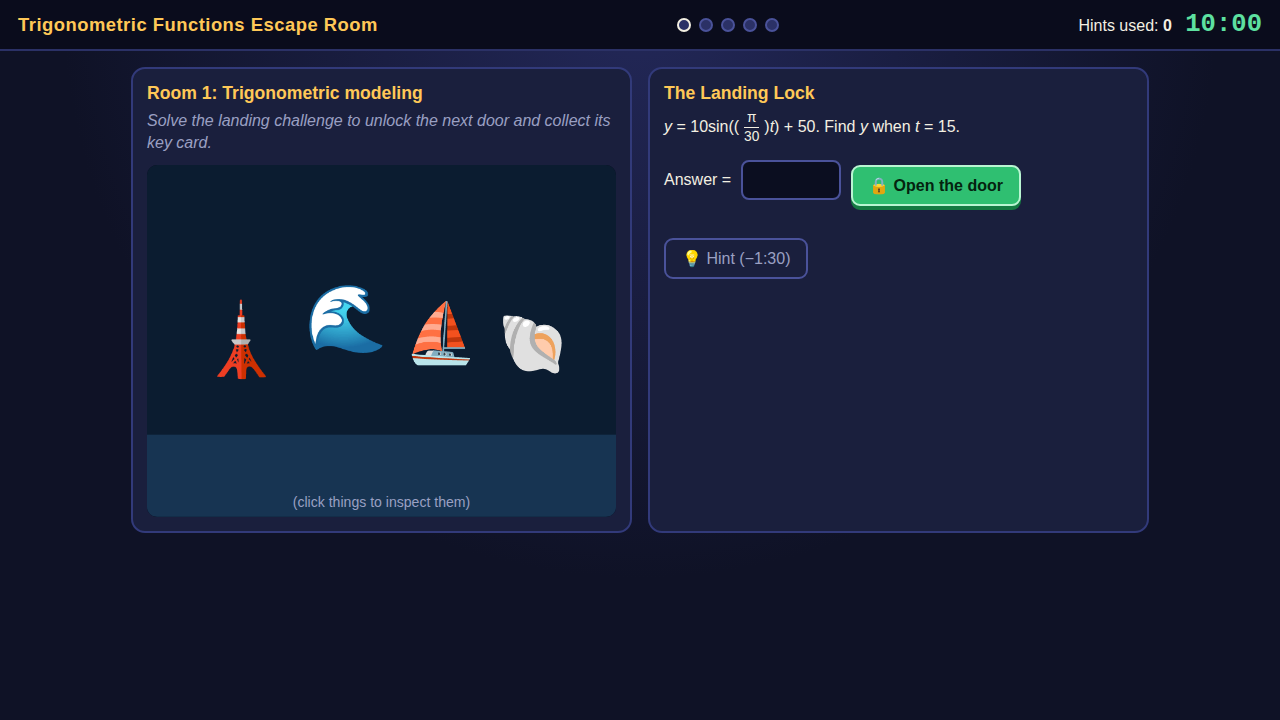 Trigonometric Functions Escape Room
Hints used: 0 10:00
Room 1: Trigonometric modeling
Solve the landing challenge to unlock the next door and collect its
key card.
(click things to inspect them)
The Landing Lock
y = 10sin((π/30)t) + 50. Find y when t = 15.
Answer =
🔒 Open the door
💡 Hint (−1:30)